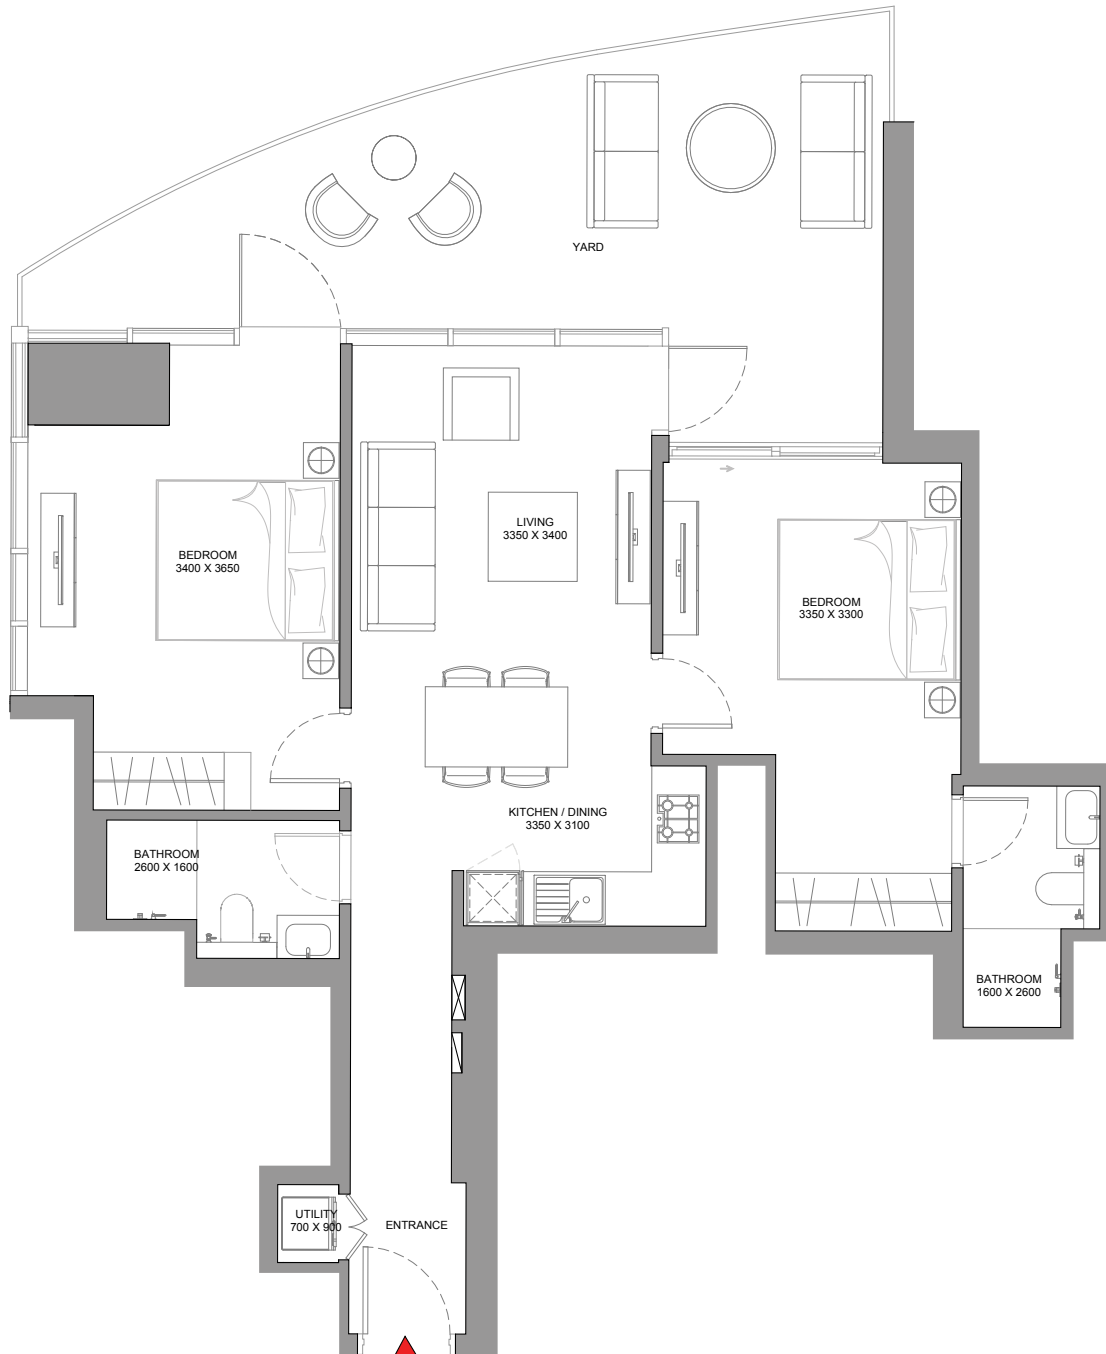 YARD
LIVING
3350 X 3400
BEDROOM
3400 X 3650
BEDROOM
3350 X 3300
KITCHEN / DINING
3350 X 3100
BATHROOM
2600 X 1600
BATHROOM
1600 X 2600
UTILITY
700 X 900
ENTRANCE